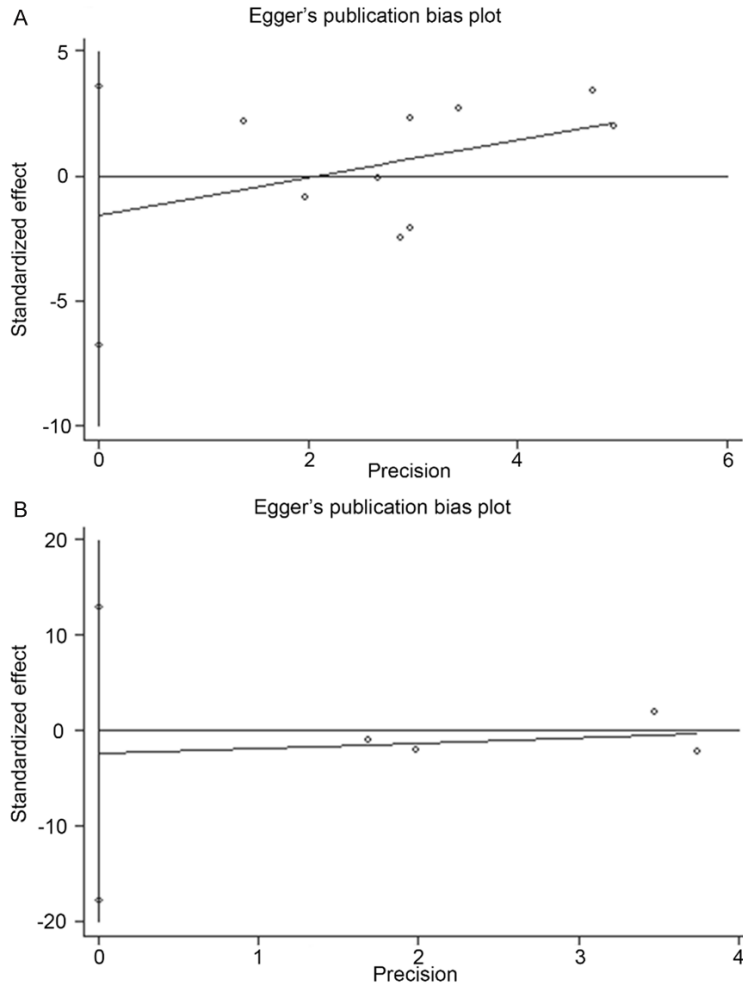 A
Egger's publication bias plot
5
0
-5
-10
Standardized effect
0
2
4
6
Precision
B
Egger's publication bias plot
20
10
0
-10
-20
Standardized effect
0
1
2
3
4
Precision